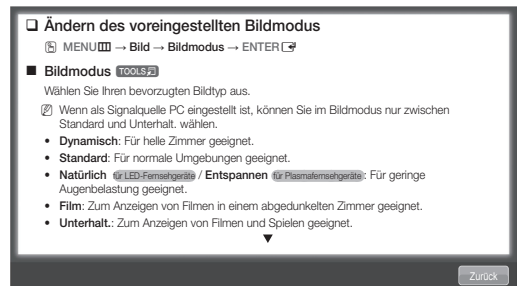 ❑ Ändern des voreingestellten Bildmodus
MENU → Bild → Bildmodus → ENTER
■ Bildmodus TOOLS
Wählen Sie Ihren bevorzugten Bildtyp aus.
Wenn als Signalquelle PC eingestellt ist, können Sie im Bildmodus nur zwischen
Standard und Unterhalt. wählen.
• Dynamisch: Für helle Zimmer geeignet.
• Standard: Für normale Umgebungen geeignet.
• Natürlich für LED-Fernsehgeräte / Entspannen für Plasmafernsehgeräte: Für geringe
Augenbelastung geeignet.
• Film: Zum Anzeigen von Filmen in einem abgedunkelten Zimmer geeignet.
• Unterhalt.: Zum Anzeigen von Filmen und Spielen geeignet.
▼
Zurück